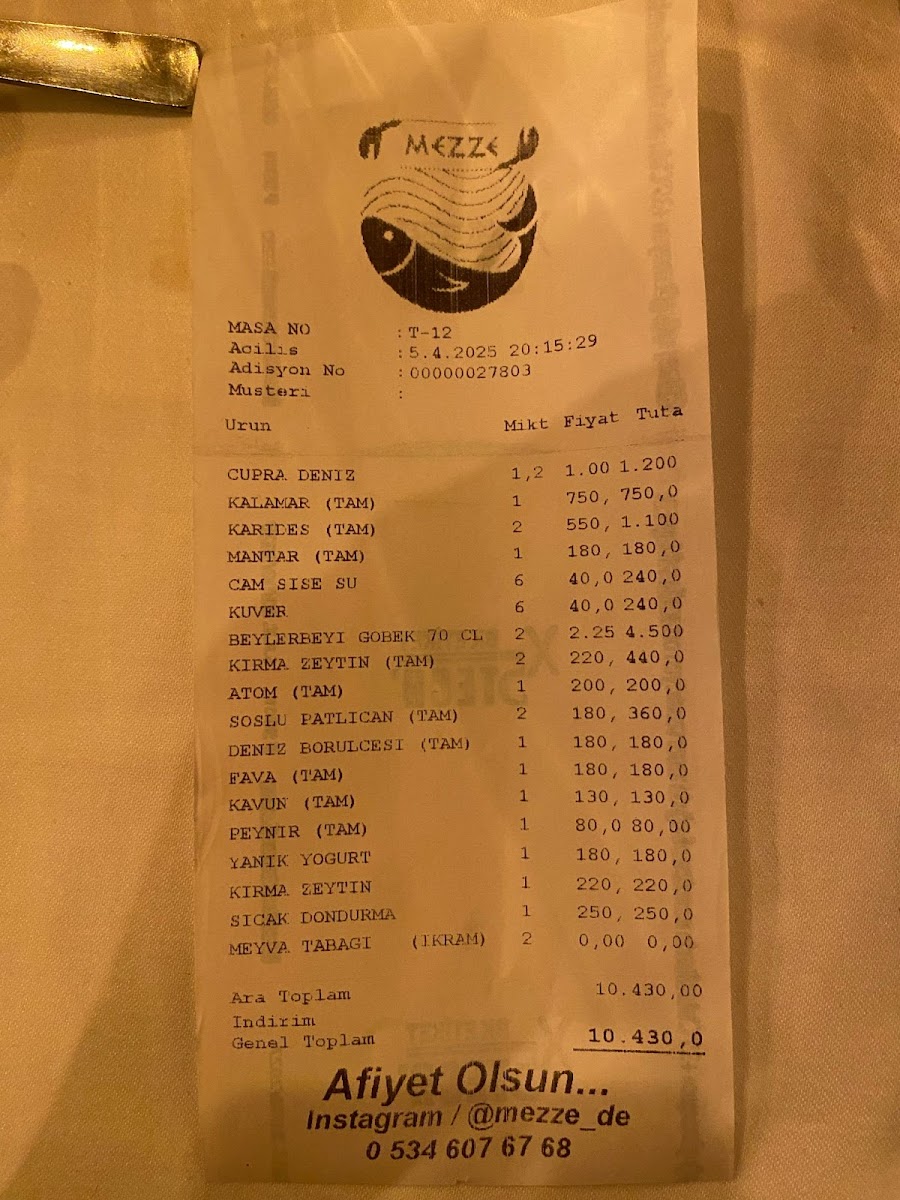 MEZZE
MASA NO : T-12
Acilis : 5.4.2025 20:15:29
Adisyon No : 00000027803
Musteri :
Urun Mikt Fiyat Tuta
CUPRA DENIZ 1,2 1.00 1.200
KALAMAR (TAM) 1 750, 750,0
KARIDES (TAM) 2 550, 1.100
MANTAR (TAM) 1 180, 180,0
CAM SISE SU 6 40,0 240,0
KUVER 6 40,0 240,0
BEYLERBEYI GOBEK 70 CL 2 2.25 4.500
KIRMA ZEYTIN (TAM) 2 220, 440,0
ATOM (TAM) 1 200, 200,0
SOSLU PATLICAN (TAM) 2 180, 360,0
DENIZ BORULCESI (TAM) 1 180, 180,0
FAVA (TAM) 1 180, 180,0
KAVUN (TAM) 1 130, 130,0
PEYNIR (TAM) 1 80,0 80,00
YANIK YOGURT 1 180, 180,0
KIRMA ZEYTIN 1 220, 220,0
SICAK DONDURMA 1 250, 250,0
MEYVA TABAGI (IKRAM) 2 0,00 0,00
Ara Toplam 10.430,00
Indirim
Genel Toplam 10.430,0
Afiyet Olsun...
Instagram / @mezze_de
0 534 607 67 68